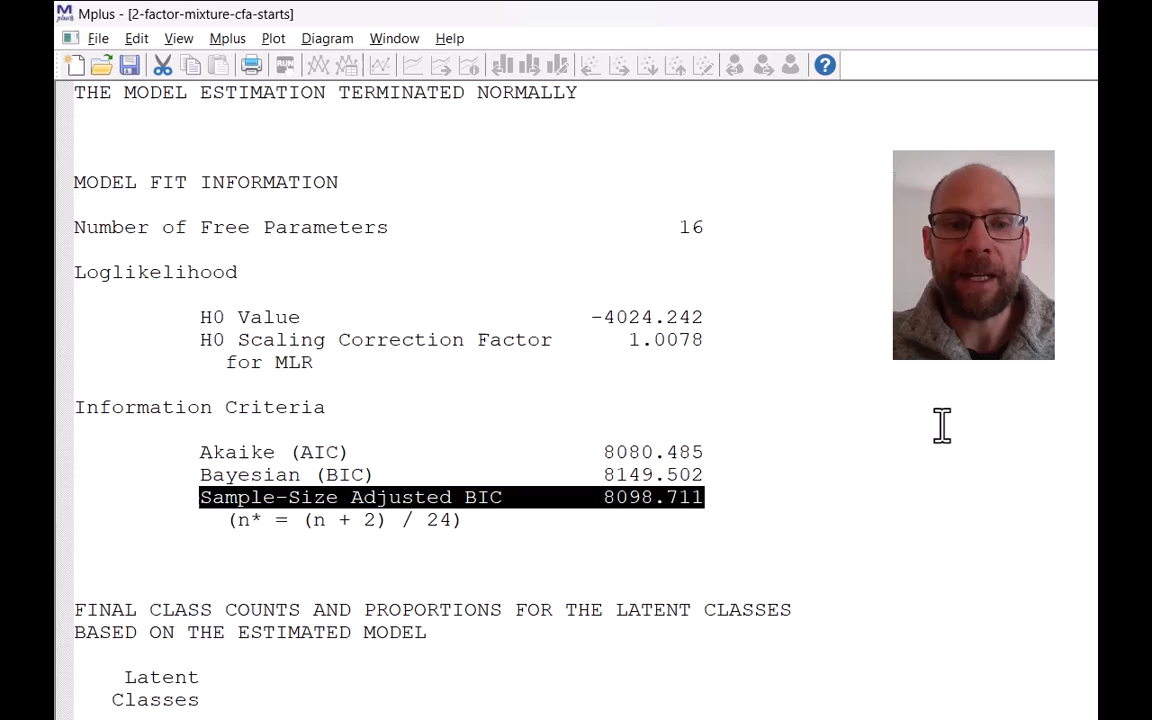 Mplus - [2-factor-mixture-cfa-starts]
File Edit View Mplus Plot Diagram Window Help
RUN
THE MODEL ESTIMATION TERMINATED NORMALLY
MODEL FIT INFORMATION
Number of Free Parameters 16
Loglikelihood
H0 Value -4024.242
H0 Scaling Correction Factor 1.0078
for MLR
Information Criteria
Akaike (AIC) 8080.485
Bayesian (BIC) 8149.502
Sample-Size Adjusted BIC 8098.711
(n* = (n + 2) / 24)
FINAL CLASS COUNTS AND PROPORTIONS FOR THE LATENT CLASSES
BASED ON THE ESTIMATED MODEL
Latent
Classes